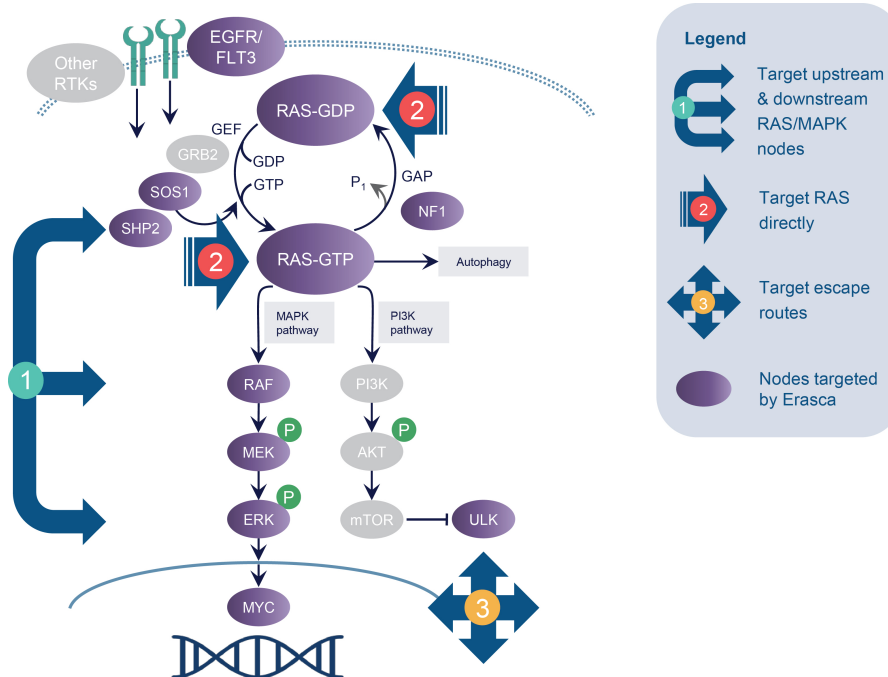 Other
RTKs
EGFR/
FLT3
RAS-GDP
2
GEF
GDP
GTP
GRB2
SOS1
SHP2
P1
GAP
NF1
2
RAS-GTP
Autophagy
MAPK
pathway
PI3K
pathway
1
RAF
PI3K
P
MEK
P
AKT
P
ERK
mTOR
ULK
MYC
3
Legend
1
Target upstream
& downstream
RAS/MAPK
nodes
2
Target RAS
directly
3
Target escape
routes
Nodes targeted
by Erasca